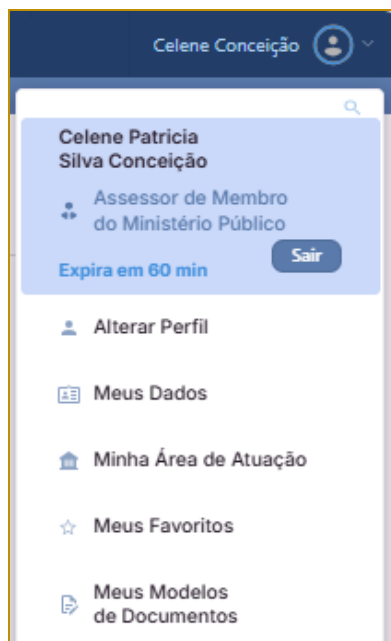 Celene Conceição
Celene Patricia
Silva Conceição
Assessor de Membro
do Ministério Público
Sair
Expira em 60 min
Alterar Perfil
Meus Dados
Minha Área de Atuação
Meus Favoritos
Meus Modelos
de Documentos